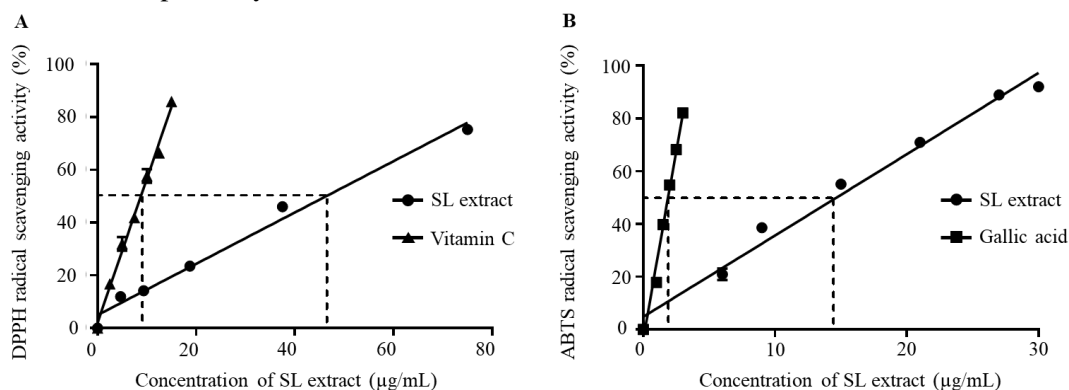 A
DPPH radical scavenging activity (%)
100
80
60
40
20
0
0 20 40 60 80
SL extract
Vitamin C
Concentration of SL extract (µg/mL)
B
ABTS radical scavenging activity (%)
100
80
60
40
20
0
0 10 20 30
SL extract
Gallic acid
Concentration of SL extract (µg/mL)